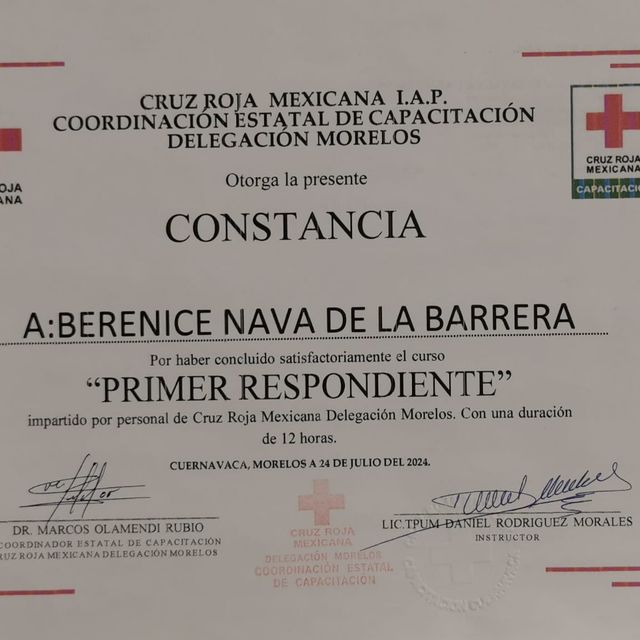 CRUZ ROJA MEXICANA I.A.P.
COORDINACIÓN ESTATAL DE CAPACITACIÓN
DELEGACIÓN MORELOS
OJA
ANA
CRUZ ROJA
MEXICANA
CAPACITACIÓ
Otorga la presente
CONSTANCIA
A:BERENICE NAVA DE LA BARRERA
Por haber concluido satisfactoriamente el curso
“PRIMER RESPONDIENTE”
impartido por personal de Cruz Roja Mexicana Delegación Morelos. Con una duración
de 12 horas.
CUERNAVACA, MORELOS A 24 DE JULIO DEL 2024.
DR. MARCOS OLAMENDI RUBIO
COORDINADOR ESTATAL DE CAPACITACIÓN
RUZ ROJA MEXICANA DELEGACIÓN MORELOS
CRUZ ROJA
MEXICANA
DELEGACIÓN MORELOS
COORDINACIÓN ESTATAL
DE CAPACITACIÓN
LIC.TPUM DANIEL RODRIGUEZ MORALES
INSTRUCTOR